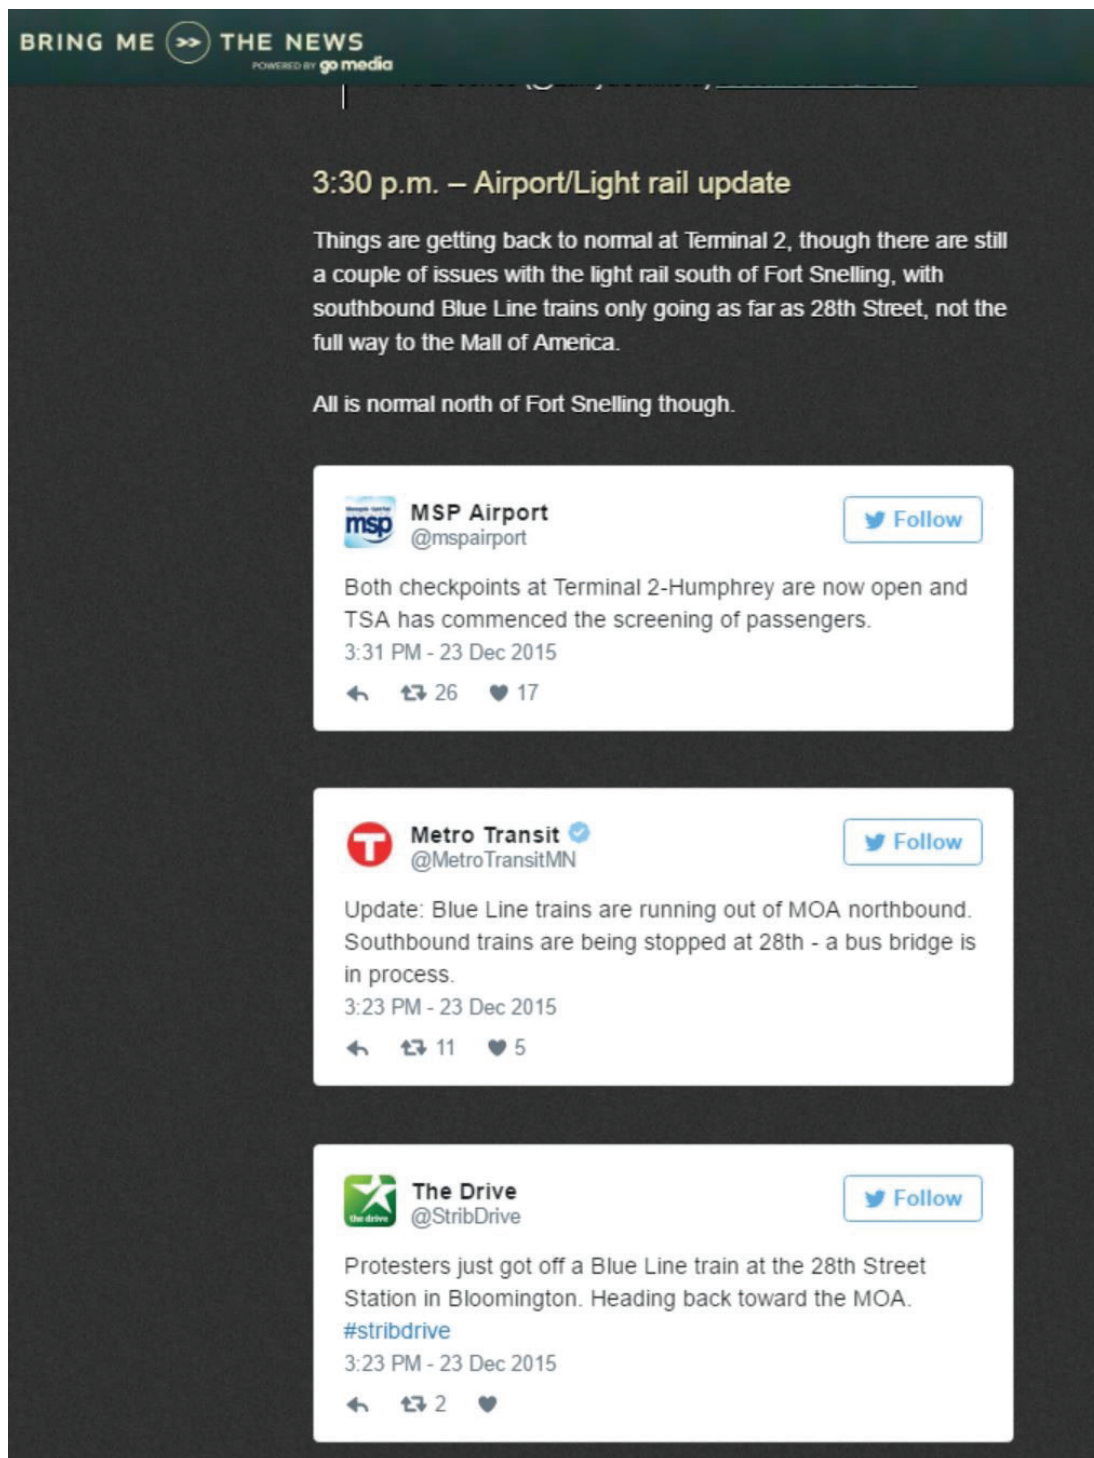 BRING ME >> THE NEWS
POWERED BY go media
3:30 p.m. – Airport/Light rail update
Things are getting back to normal at Terminal 2, though there are still
a couple of issues with the light rail south of Fort Snelling, with
southbound Blue Line trains only going as far as 28th Street, not the
full way to the Mall of America.
All is normal north of Fort Snelling though.
msp
MSP Airport
Follow
@mspairport
Both checkpoints at Terminal 2-Humphrey are now open and
TSA has commenced the screening of passengers.
3:31 PM - 23 Dec 2015
26 17
T
Metro Transit
Follow
@MetroTransitMN
Update: Blue Line trains are running out of MOA northbound.
Southbound trains are being stopped at 28th - a bus bridge is
in process.
3:23 PM - 23 Dec 2015
11 5
the drive
The Drive
Follow
@StribDrive
Protesters just got off a Blue Line train at the 28th Street
Station in Bloomington. Heading back toward the MOA.
#stribdrive
3:23 PM - 23 Dec 2015
2